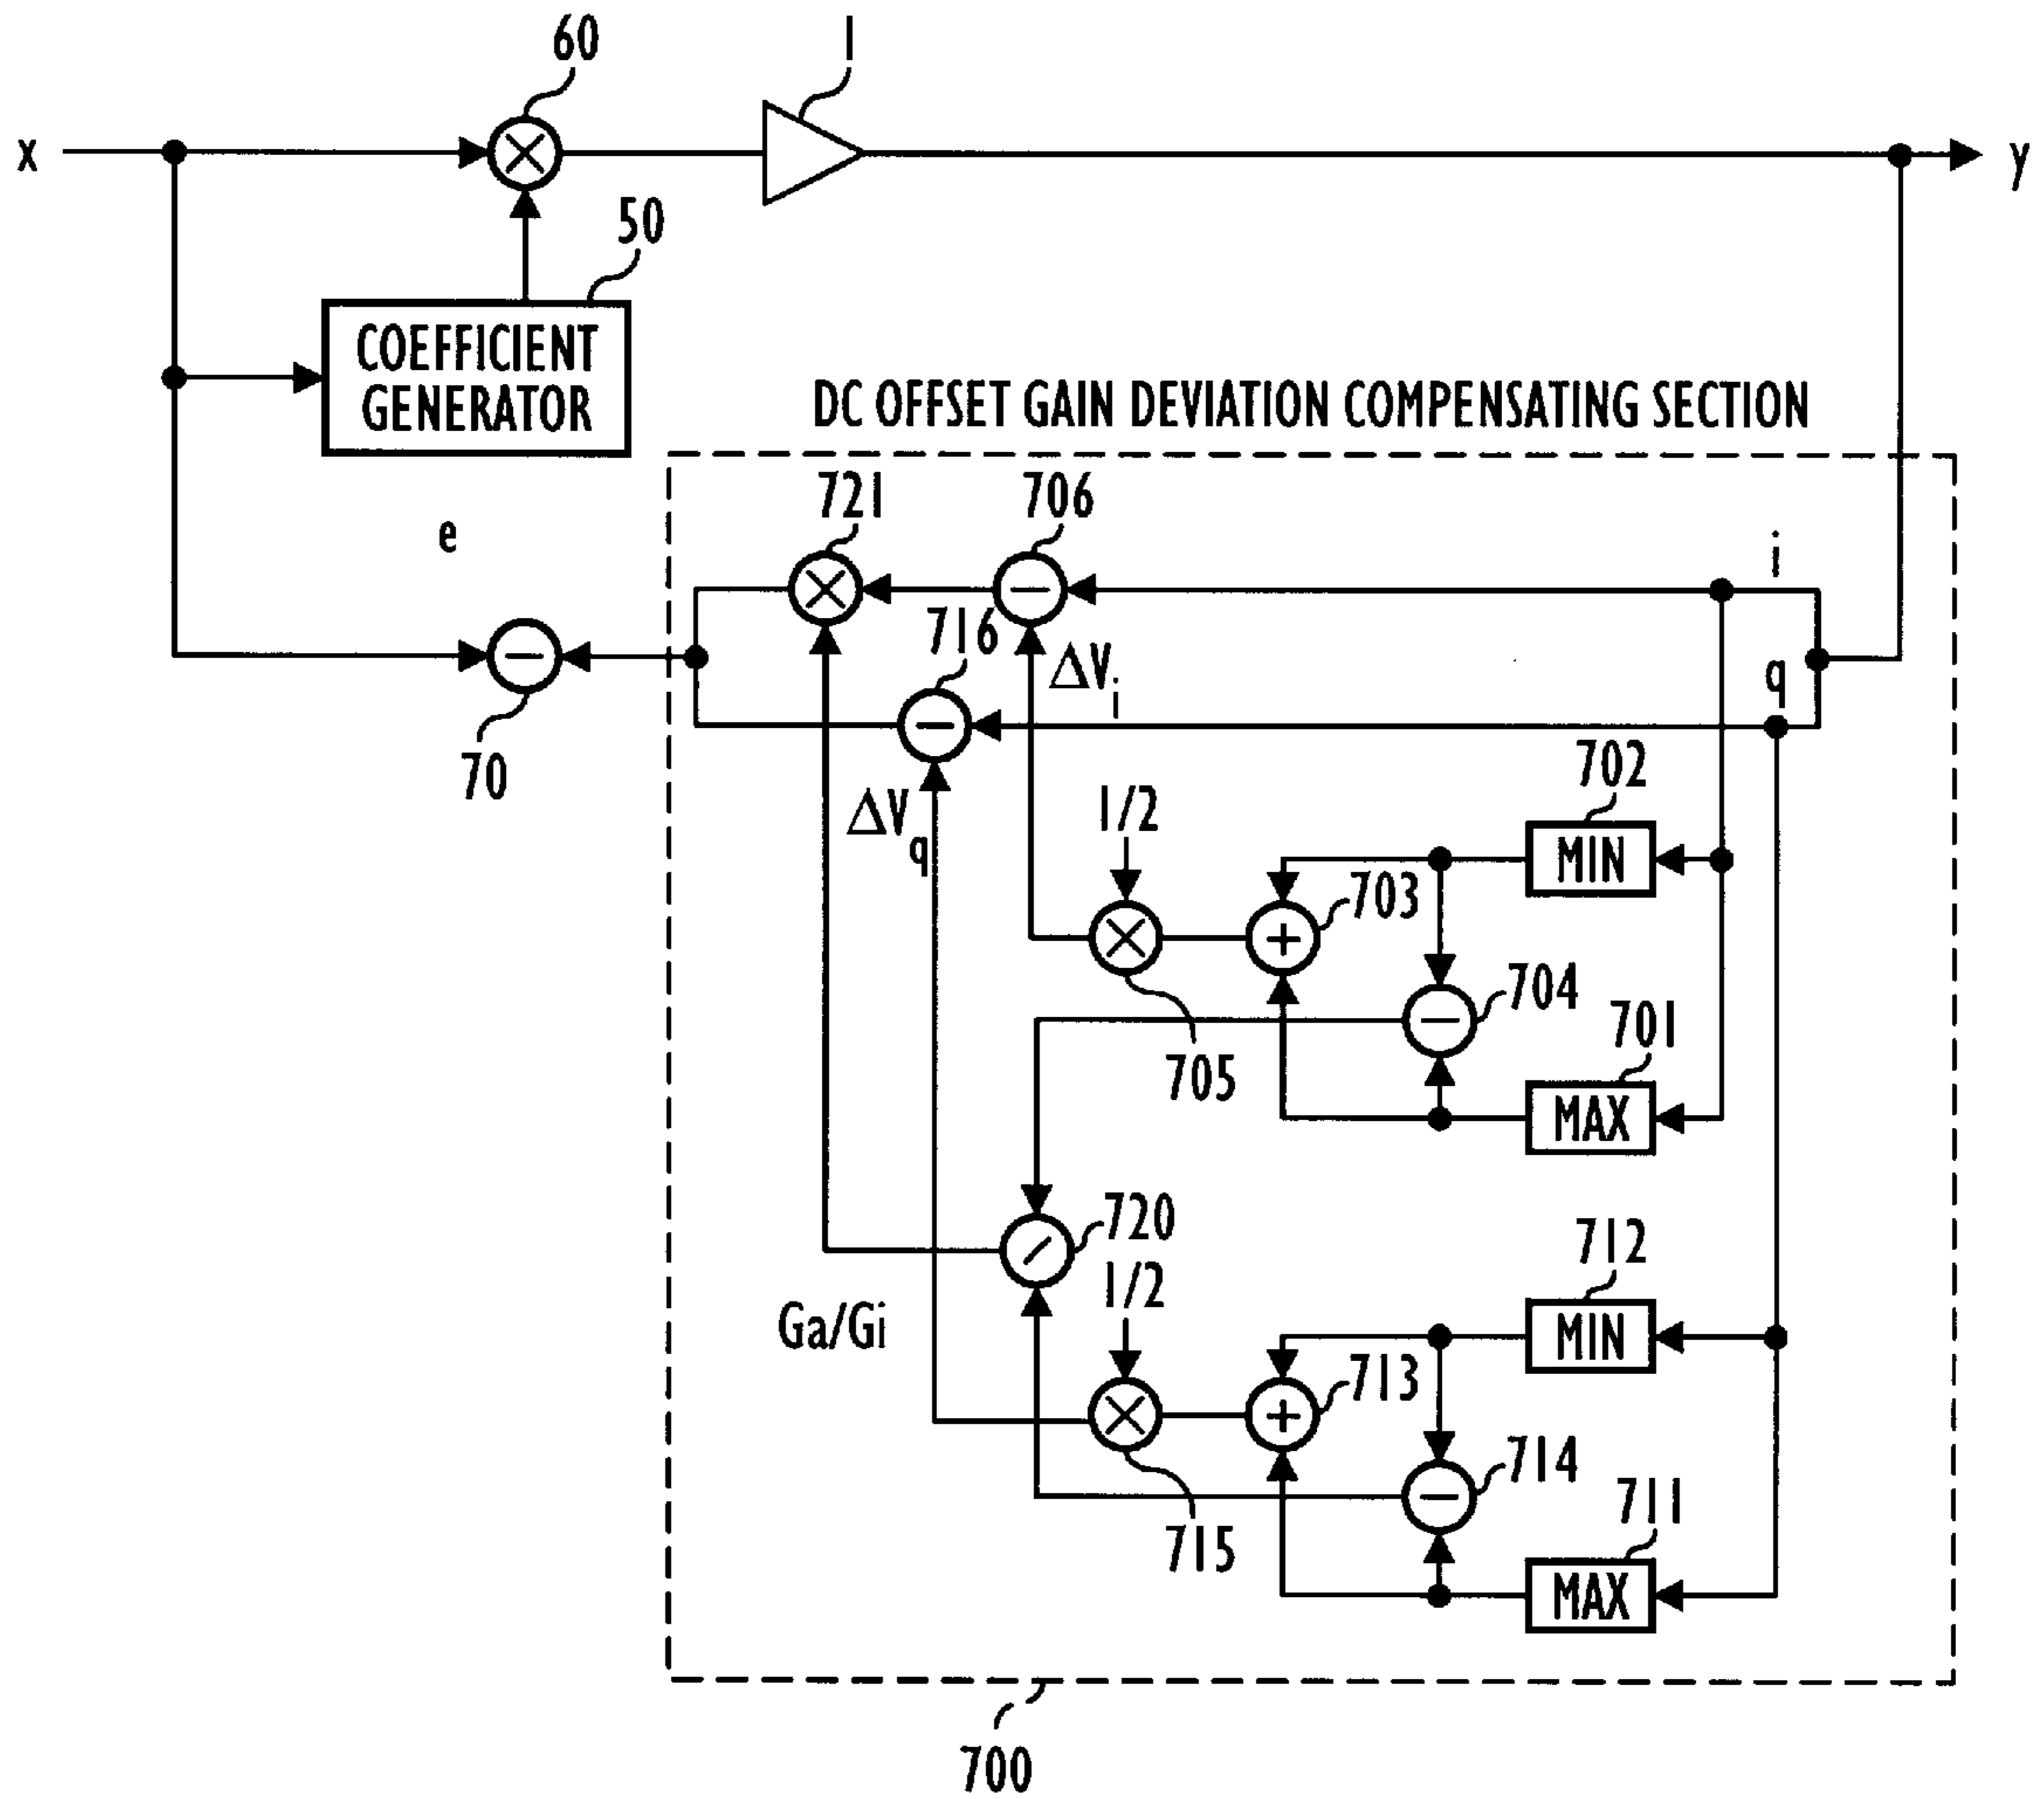 60
1
x
y
50
COEFFICIENT
GENERATOR
DC OFFSET GAIN DEVIATION COMPENSATING SECTION
721
706
e
i
716
ΔVi
q
70
702
ΔVq
1/2
MIN
703
704
701
705
MAX
720
712
1/2
Ga/Gi
MIN
713
714
711
715
MAX
700